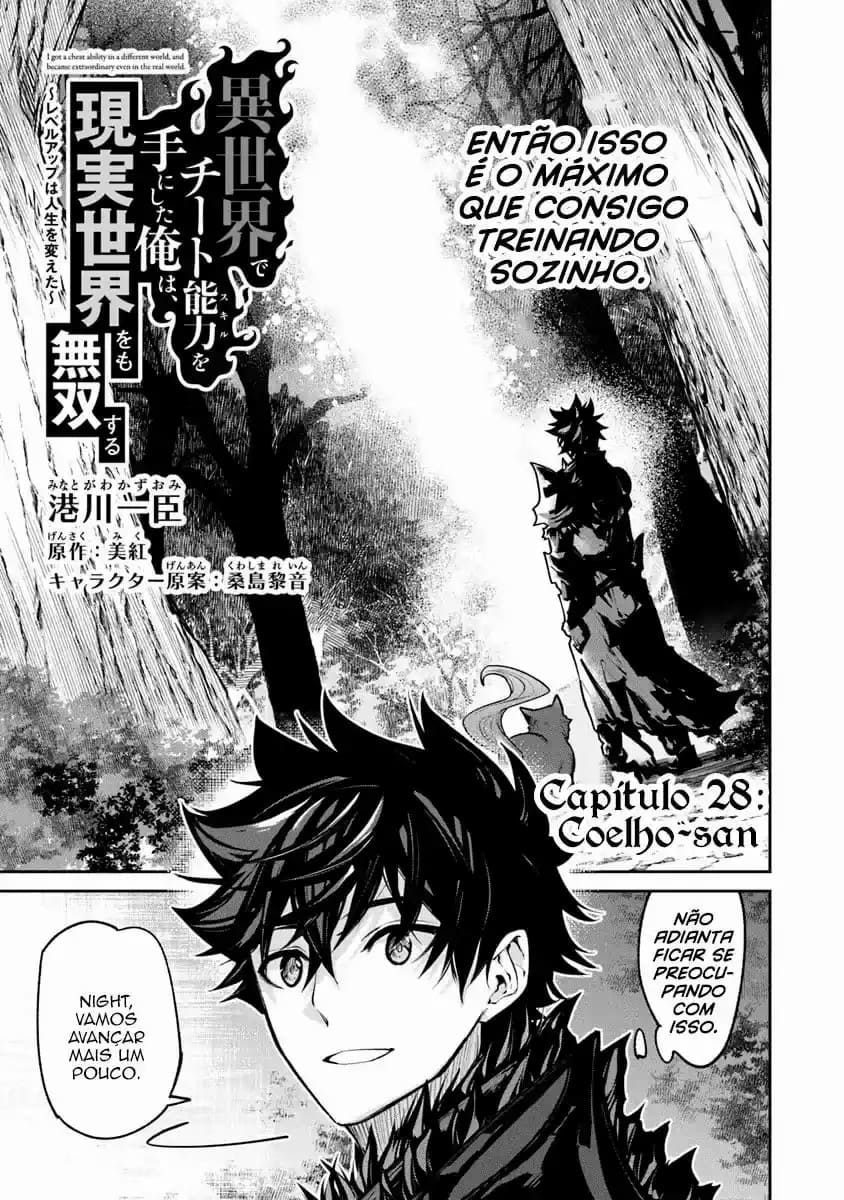 I got a cheat ability in a different world, and
became extraordinary even in the real world.
異世界で
チート能力を
スキル
手にした俺は、
現実世界をも
無双する
～レベルアップは人生を変えた～
みなとがわかずおみ
港川一臣
げんさく みく
原作：美紅
げんあん くわしまれいん
キャラクター原案：桑島黎音
ENTÃO ISSO
É O MÁXIMO
QUE CONSIGO
TREINANDO
SOZINHO.
Capítulo 28:
Coelho-san
NÃO
ADIANTA
FICAR SE
PREOCU-
PANDO
COM
ISSO.
NIGHT,
VAMOS
AVANÇAR
MAIS UM
POUCO.